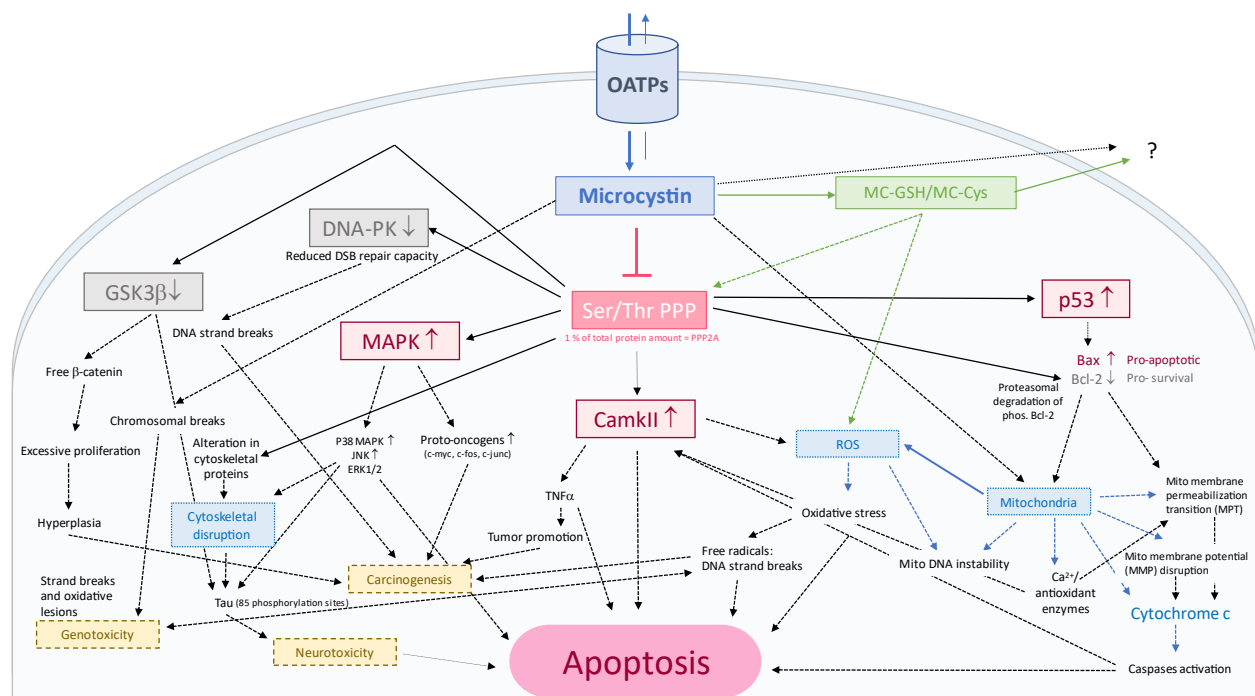 OATPs
?
Microcystin
MC-GSH/MC-Cys
DNA-PK ↓
Reduced DSB repair capacity
GSK3β↓
Ser/Thr PPP
1 % of total protein amount = PPP2A
p53 ↑
DNA strand breaks
MAPK ↑
Bax ↑ Pro-apoptotic
Bcl-2 ↓ Pro- survival
Free β-catenin
Proteasomal
degradation of
phos. Bcl-2
Chromosomal breaks
CamkII ↑
Alteration in
cytoskeletal
proteins
P38 MAPK ↑
JNK ↑
ERK1/2
Proto-oncogens ↑
(c-myc, c-fos, c-junc)
ROS
Excessive proliferation
Mito membrane
permeabilization
transition (MPT)
TNFα
Mitochondria
Hyperplasia
Cytoskeletal
disruption
Oxidative stress
Tumor promotion
Free radicals:
DNA strand breaks
Mito DNA instability
Mito membrane potential
(MMP) disruption
Carcinogenesis
Ca²⁺/
antioxidant
enzymes
Strand breaks
and oxidative
lesions
Tau (85 phosphorylation sites)
Cytochrome c
Genotoxicity
Neurotoxicity
Apoptosis
Caspases activation